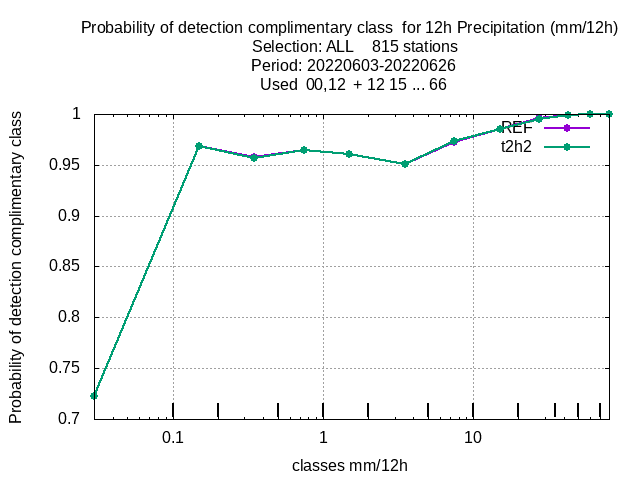 Probability of detection complimentary class  for 12h Precipitation (mm/12h)
Selection: ALL    815 stations
Period: 20220603-20220626
Used  00,12  + 12 15 ... 66
Probability of detection complimentary class
1
0.95
0.9
0.85
0.8
0.75
0.7
REF
t2h2
0.1 1 10
classes mm/12h